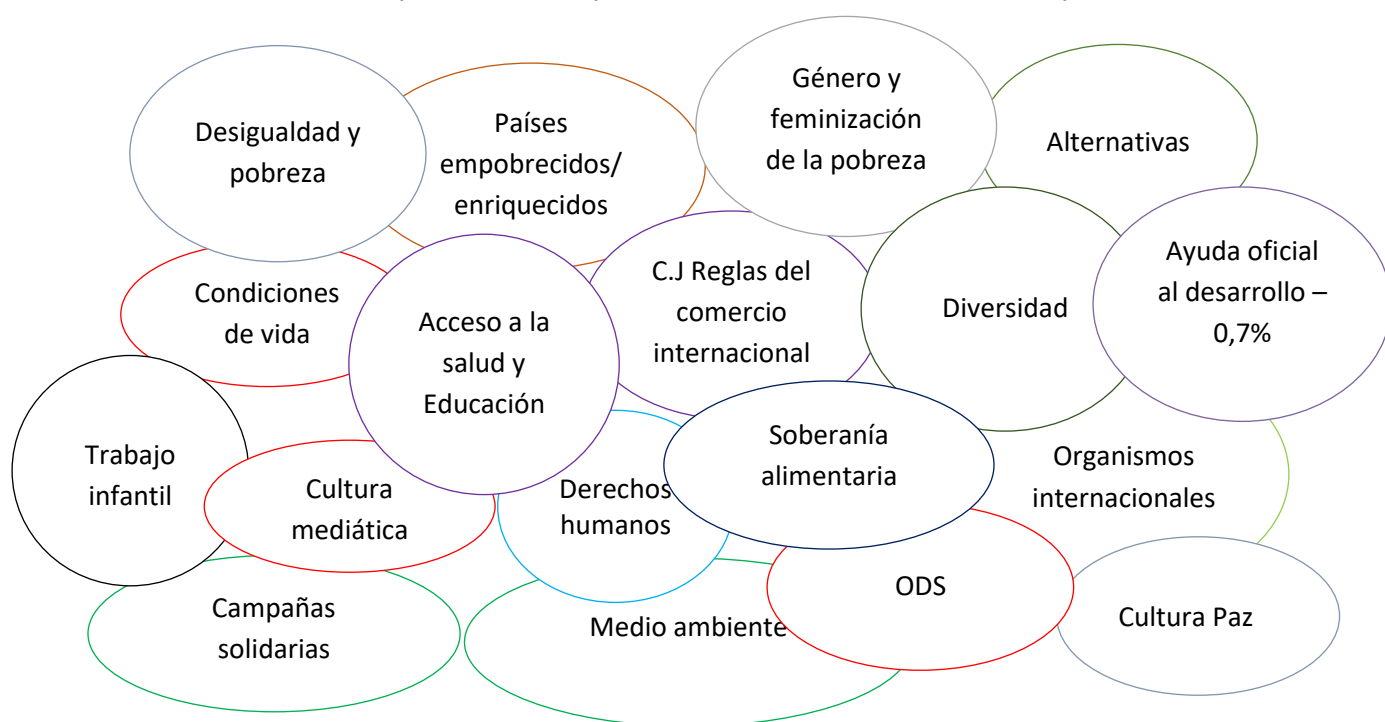 Desigualdad y
pobreza
Países
empobrecidos/
enriquecidos
Género y
feminización
de la pobreza
Alternativas
Condiciones
de vida
Acceso a la
salud y
Educación
C.J Reglas del
comercio
internacional
Diversidad
Ayuda oficial
al desarrollo –
0,7%
Trabajo
infantil
Cultura
mediática
Derechos
humanos
Soberanía
alimentaria
Organismos
internacionales
Campañas
solidarias
Medio ambiente
ODS
Cultura Paz